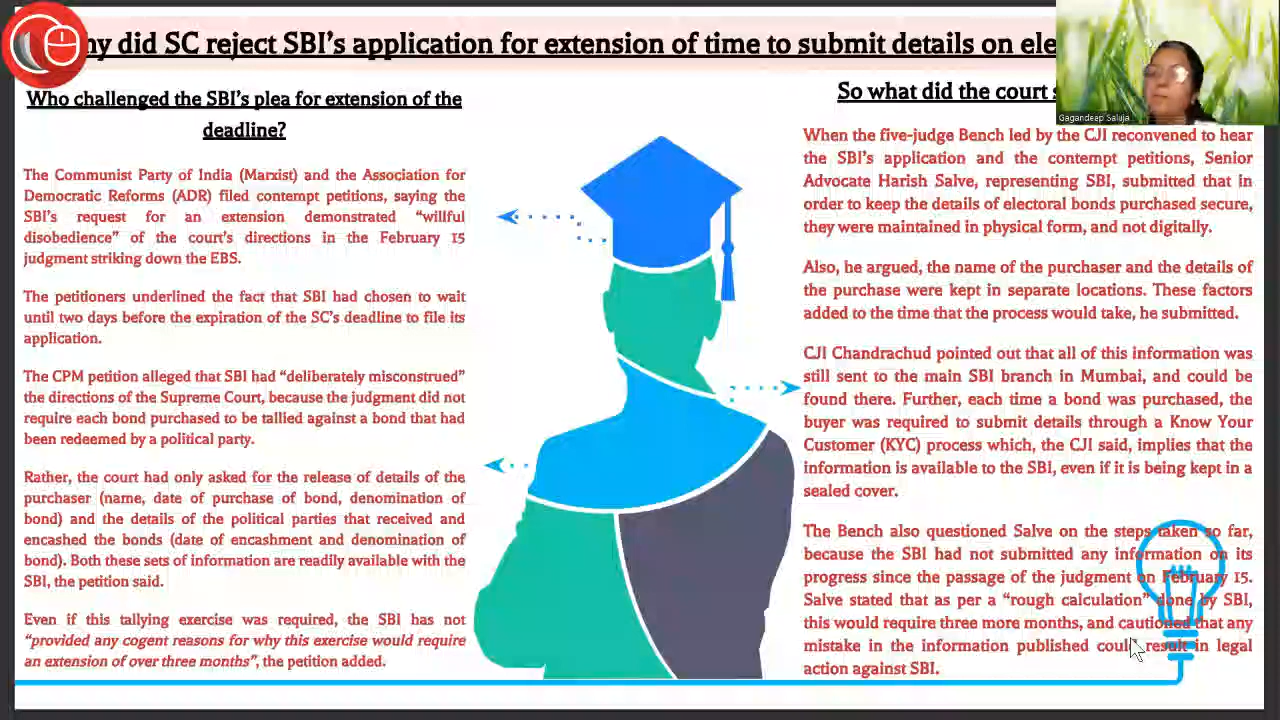 hy did SC reject SBI's application for extension of time to submit details on ele
Who challenged the SBI's plea for extension of the
deadline?
The Communist Party of India (Marxist) and the Association for
Democratic Reforms (ADR) filed contempt petitions, saying the
SBI's request for an extension demonstrated "willful
disobedience" of the court's directions in the February 15
judgment striking down the EBS.
The petitioners underlined the fact that SBI had chosen to wait
until two days before the expiration of the SC's deadline to file its
application.
The CPM petition alleged that SBI had "deliberately misconstrued"
the directions of the Supreme Court, because the judgment did not
require each bond purchased to be tallied against a bond that had
been redeemed by a political party.
Rather, the court had only asked for the release of details of the
purchaser (name, date of purchase of bond, denomination of
bond) and the details of the political parties that received and
encashed the bonds (date of encashment and denomination of
bond). Both these sets of information are readily available with the
SBI, the petition said.
Even if this tallying exercise was required, the SBI has not
"provided any cogent reasons for why this exercise would require
an extension of over three months", the petition added.
So what did the court s
When the five-judge Bench led by the CJI reconvened to hear
the SBI's application and the contempt petitions, Senior
Advocate Harish Salve, representing SBI, submitted that in
order to keep the details of electoral bonds purchased secure,
they were maintained in physical form, and not digitally.
Also, he argued, the name of the purchaser and the details of
the purchase were kept in separate locations. These factors
added to the time that the process would take, he submitted.
CJI Chandrachud pointed out that all of this information was
still sent to the main SBI branch in Mumbai, and could be
found there. Further, each time a bond was purchased, the
buyer was required to submit details through a Know Your
Customer (KYC) process which, the CJI said, implies that the
information is available to the SBI, even if it is being kept in a
sealed cover.
The Bench also questioned Salve on the steps taken so far,
because the SBI had not submitted any information on its
progress since the passage of the judgment on February 15.
Salve stated that as per a "rough calculation" done by SBI,
this would require three more months, and cautioned that any
mistake in the information published could result in legal
action against SBI.
Gagandeep Saluja